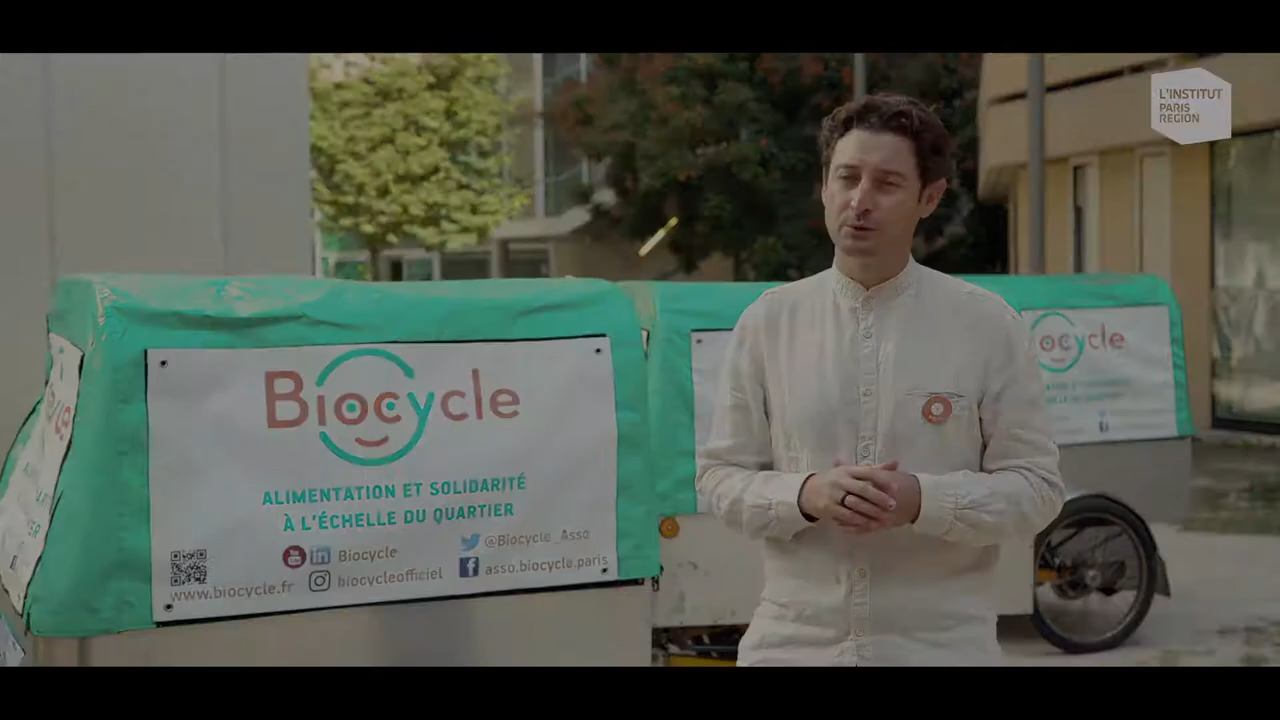 L'INSTITUT
PARIS
REGION
Biocycle
ALIMENTATION ET SOLIDARITÉ
À L'ÉCHELLE DU QUARTIER
Biocycle
@Biocycle_Asso
www.biocycle.fr
biocycleofficiel
asso.biocycle.paris
ocycle